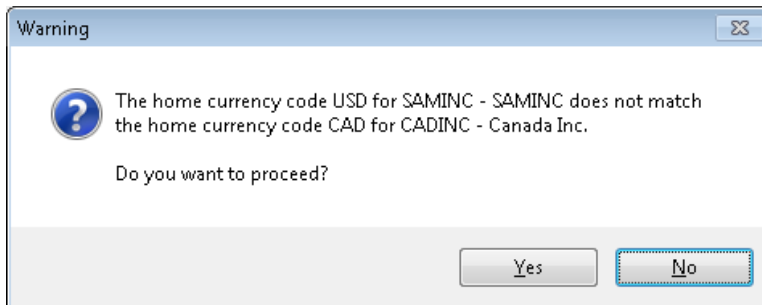 Warning
The home currency code USD for SAMINC - SAMINC does not match
the home currency code CAD for CADINC - Canada Inc.
Do you want to proceed?
Yes
No